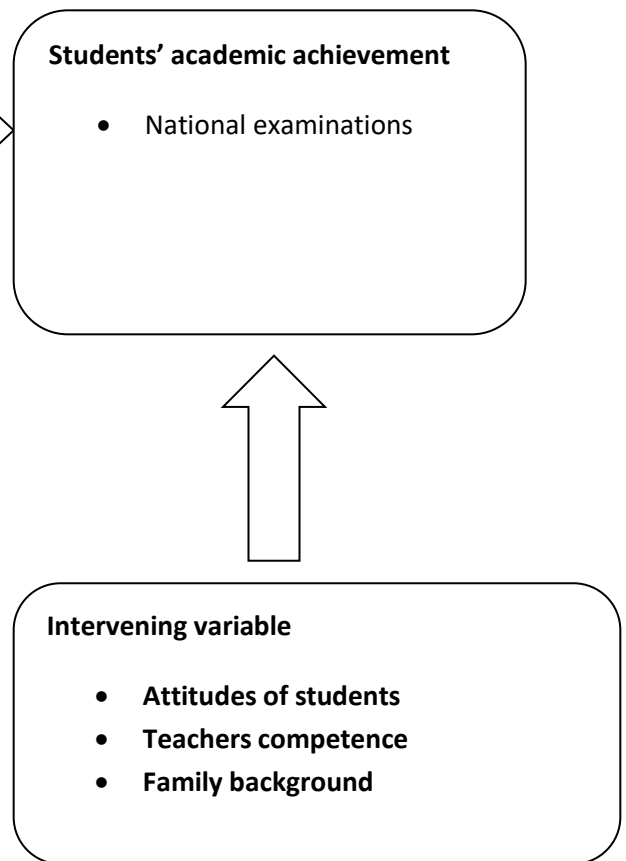 Students’ academic achievement
• National examinations
Intervening variable
• Attitudes of students
• Teachers competence
• Family background